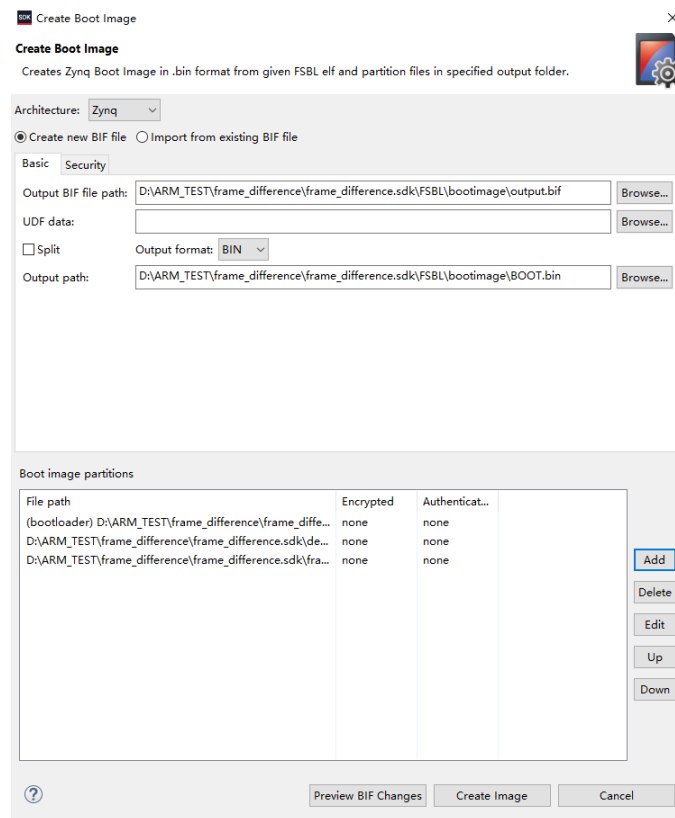 SDK Create Boot Image
Create Boot Image
Creates Zynq Boot Image in .bin format from given FSBL elf and partition files in specified output folder.
Architecture: Zynq
Create new BIF file Import from existing BIF file
Basic Security
Output BIF file path: D:\ARM_TEST\frame_difference\frame_difference.sdk\FSBL\bootimage\output.bif Browse...
UDF data: Browse...
Split Output format: BIN
Output path: D:\ARM_TEST\frame_difference\frame_difference.sdk\FSBL\bootimage\BOOT.bin Browse...
Boot image partitions
File path Encrypted Authenticat...
(bootloader) D:\ARM_TEST\frame_difference\frame_diffe... none none
D:\ARM_TEST\frame_difference\frame_difference.sdk\de... none none
D:\ARM_TEST\frame_difference\frame_difference.sdk\fra... none none
Add
Delete
Edit
Up
Down
? Preview BIF Changes Create Image Cancel